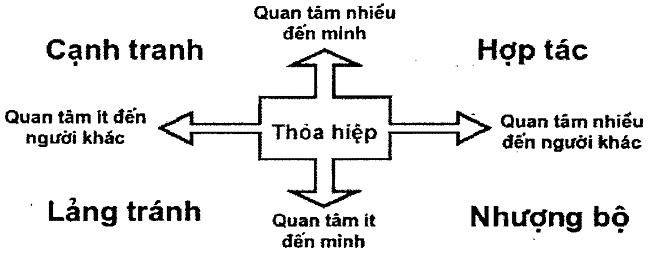 Quan tâm nhiều
đến mình
Cạnh tranh
Hợp tác
Quan tâm ít đến
người khác
Thỏa hiệp
Quan tâm nhiều
đến người khác
Lảng tránh
Quan tâm ít
đến mình
Nhượng bộ